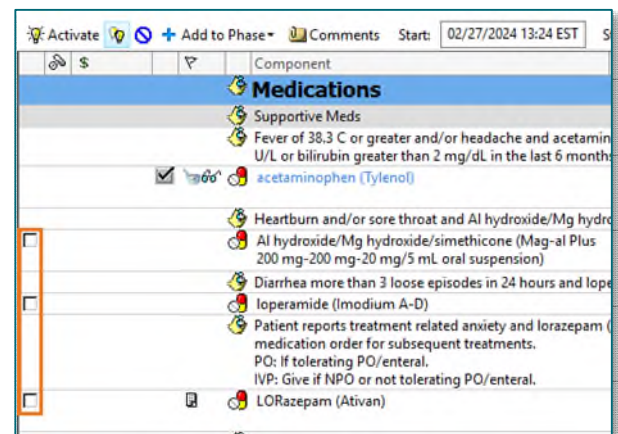 Activate Add to Phase Comments Start: 02/27/2024 13:24 EST
$ Component
Medications
Supportive Meds
Fever of 38.3 C or greater and/or headache and
U/L or bilirubin greater than 2 mg/dL in the last 6 months
acetaminophen (Tylenol)
Heartburn and/or sore throat and Al hydroxide/Mg
Al hydroxide/Mg hydroxide/simethicone (Mag-al Plus
200 mg-200 mg-20 mg/5 mL oral suspension)
Diarrhea more than 3 loose episodes in 24 hours and
loperamide (Imodium A-D)
Patient reports treatment related anxiety and lorazepam (
medication order for subsequent treatments.
PO: If tolerating PO/enteral.
IVP: Give if NPO or not tolerating PO/enteral.
LORazepam (Ativan)